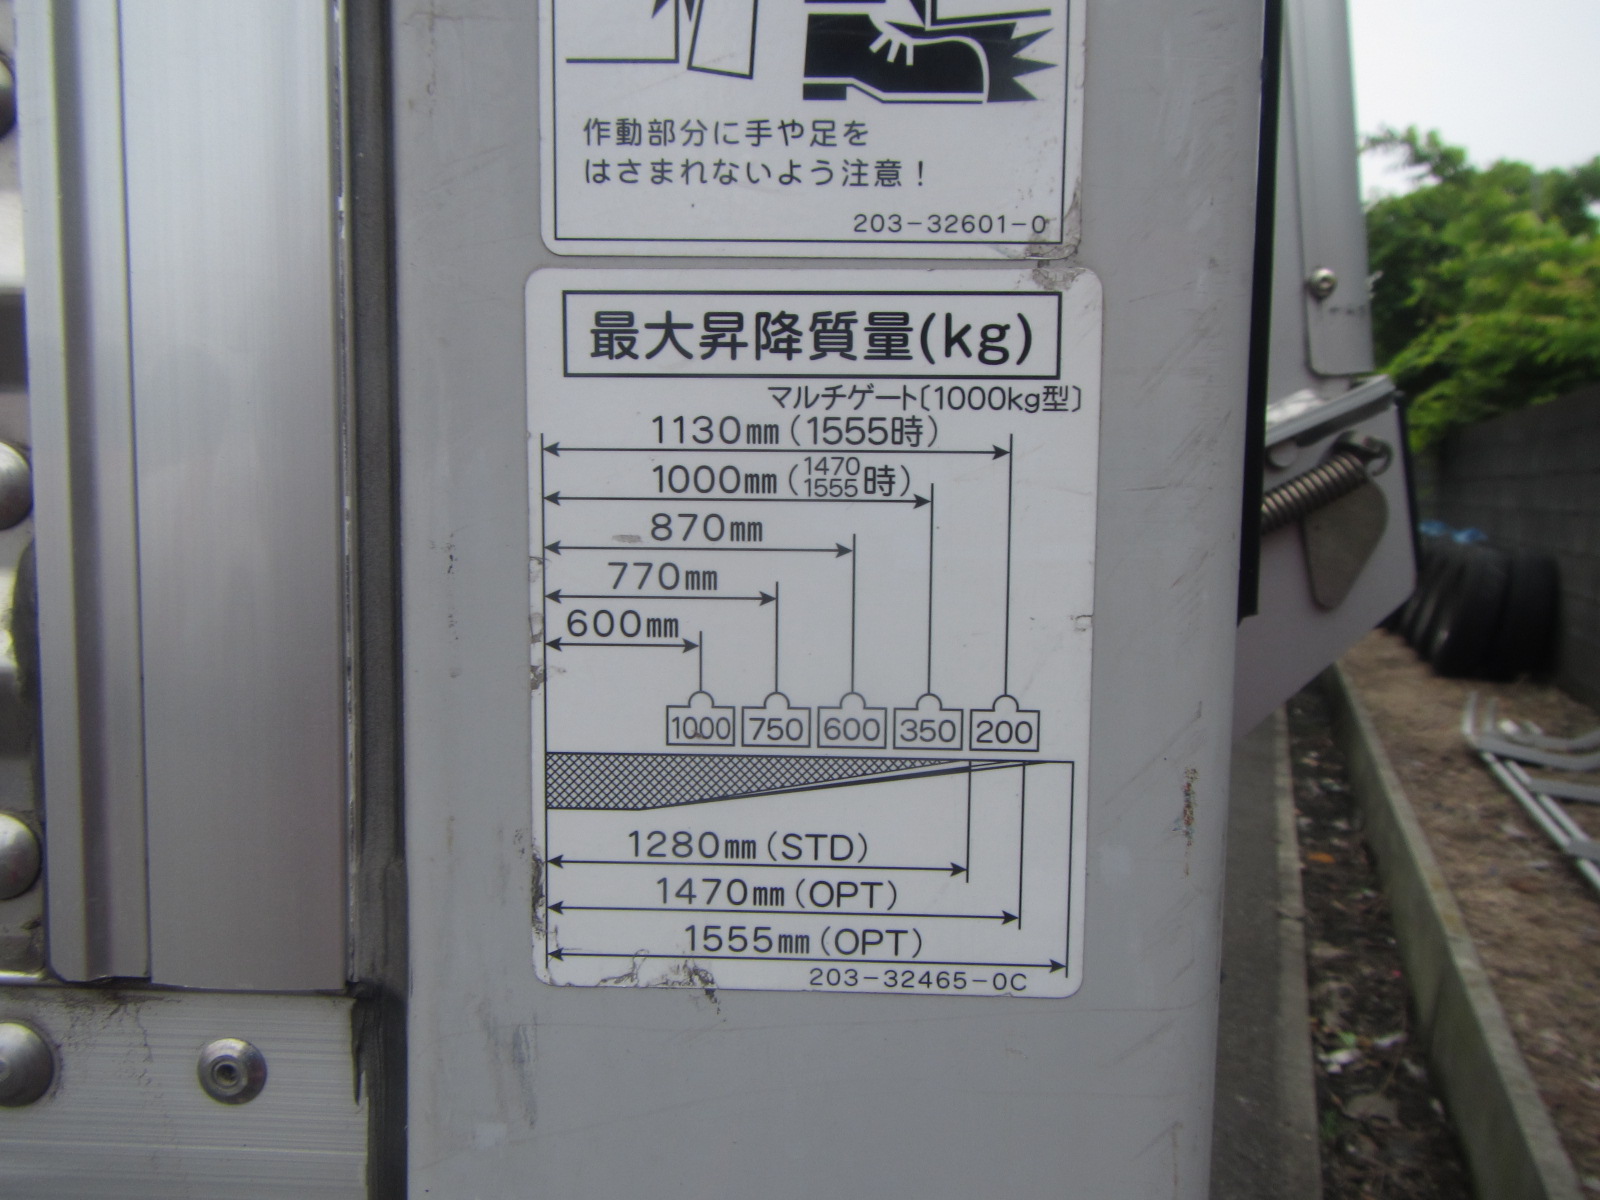 作動部分に手や足を
はさまれないよう注意！
203-32601-0
最大昇降質量(kg)
マルチゲート〔1000kg型〕
1130mm（1555時）
1000mm（1470 1555時）
870mm
770mm
600mm
1000 750 600 350 200
1280mm（STD）
1470mm（OPT）
1555mm（OPT）
203-32465-0C